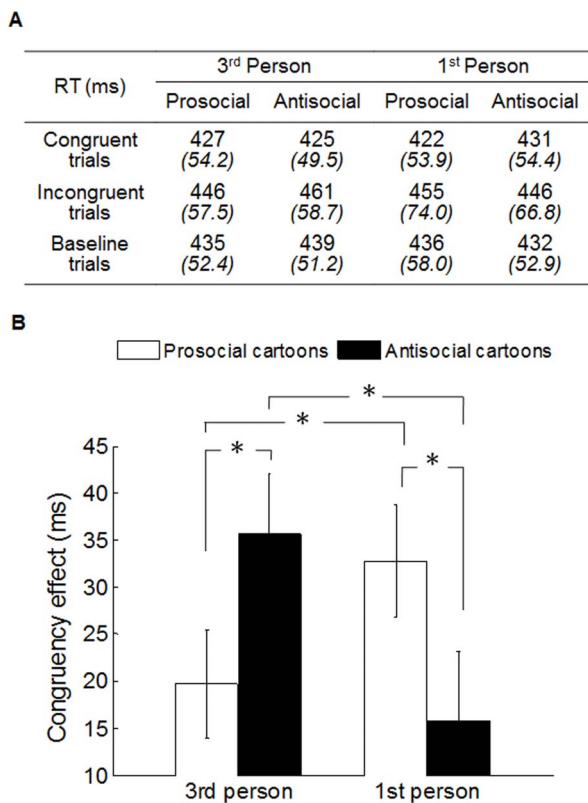 A
RT (ms) 3rd Person 1st Person
Prosocial Antisocial Prosocial Antisocial
Congruent trials 427 425 422 431
(54.2) (49.5) (53.9) (54.4)
Incongruent trials 446 461 455 446
(57.5) (58.7) (74.0) (66.8)
Baseline trials 435 439 436 432
(52.4) (51.2) (58.0) (52.9)
B
Prosocial cartoons Antisocial cartoons
*
*
* *
Congruency effect (ms)
45
40
35
30
25
20
15
10
3rd person 1st person